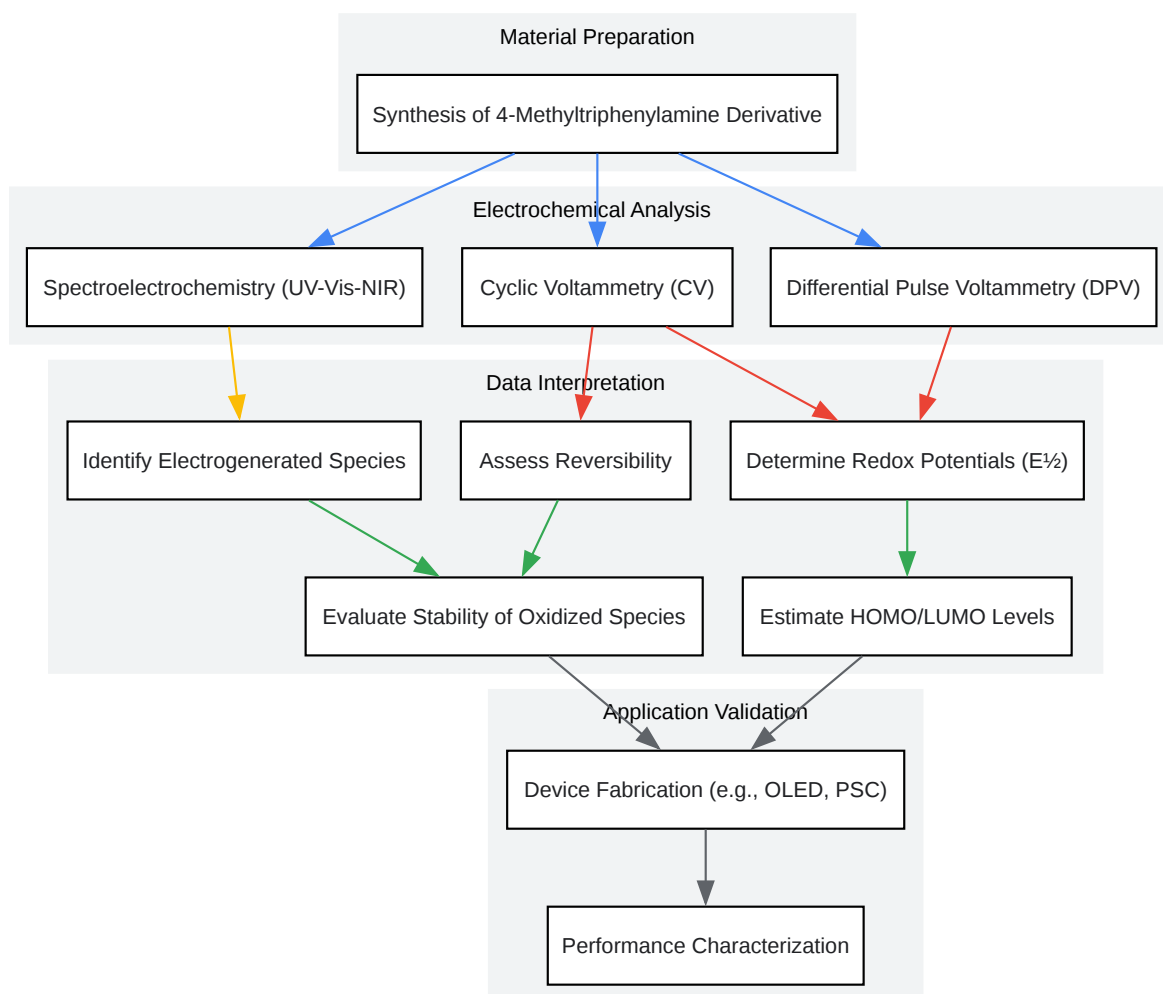 Material Preparation
Synthesis of 4-Methyltriphenylamine Derivative
Electrochemical Analysis
Spectroelectrochemistry (UV-Vis-NIR)
Cyclic Voltammetry (CV)
Differential Pulse Voltammetry (DPV)
Data Interpretation
Identify Electrogenerated Species
Assess Reversibility
Determine Redox Potentials (E½)
Evaluate Stability of Oxidized Species
Estimate HOMO/LUMO Levels
Application Validation
Device Fabrication (e.g., OLED, PSC)
Performance Characterization